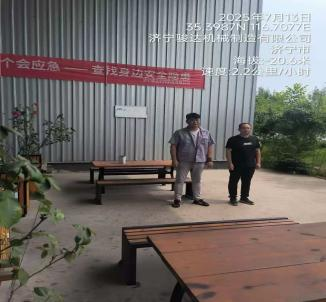 2025年7月13日
35.3987N 116.7077E
济宁骏达机械制造有限公司
济宁市
海拔:-20.6米
速度:2.2公里/小时
个会应急——查找身边安全隐患